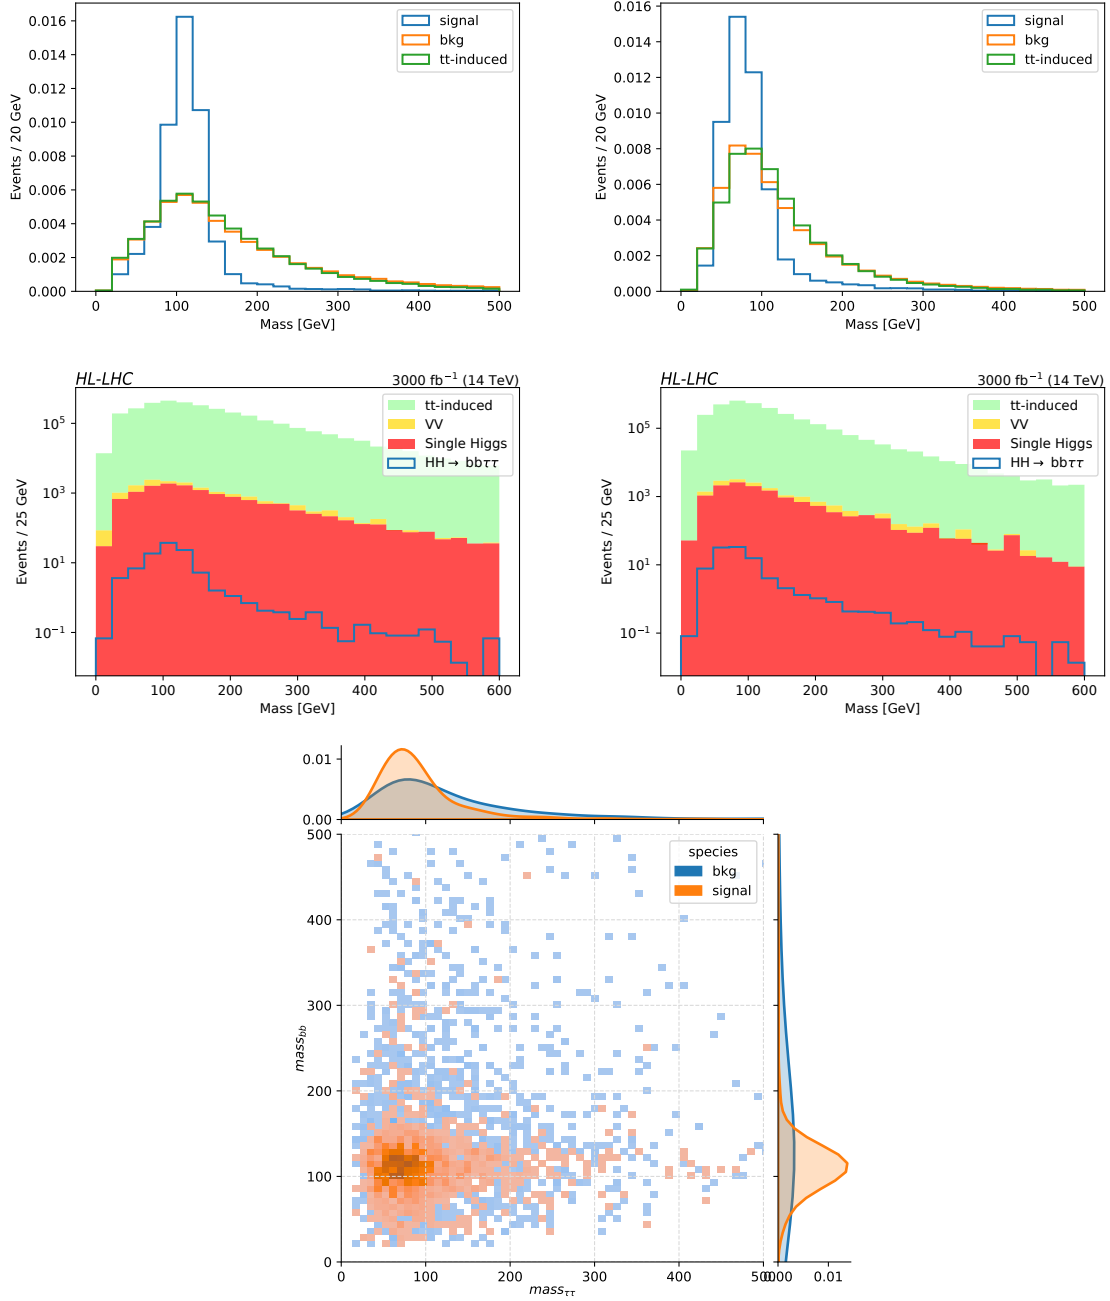 0.016
0.014
0.012
0.010
0.008
0.006
0.004
0.002
0.000
Events / 20 GeV
signal
bkg
tt-induced
0 100 200 300 400 500
Mass [GeV]
0.016
0.014
0.012
0.010
0.008
0.006
0.004
0.002
0.000
Events / 20 GeV
signal
bkg
tt-induced
0 100 200 300 400 500
Mass [GeV]
HL-LHC 3000 fb⁻¹ (14 TeV)
10⁵
10³
10¹
10⁻¹
Events / 25 GeV
tt-induced
VV
Single Higgs
HH→ bbττ
0 100 200 300 400 500 600
Mass [GeV]
HL-LHC 3000 fb⁻¹ (14 TeV)
10⁵
10³
10¹
10⁻¹
Events / 25 GeV
tt-induced
VV
Single Higgs
HH→ bbττ
0 100 200 300 400 500 600
Mass [GeV]
0.01
0.00
500
400
300
200
100
0
mass_bb
species
bkg
signal
0 100 200 300 400 500
mass_ττ
0.00 0.01